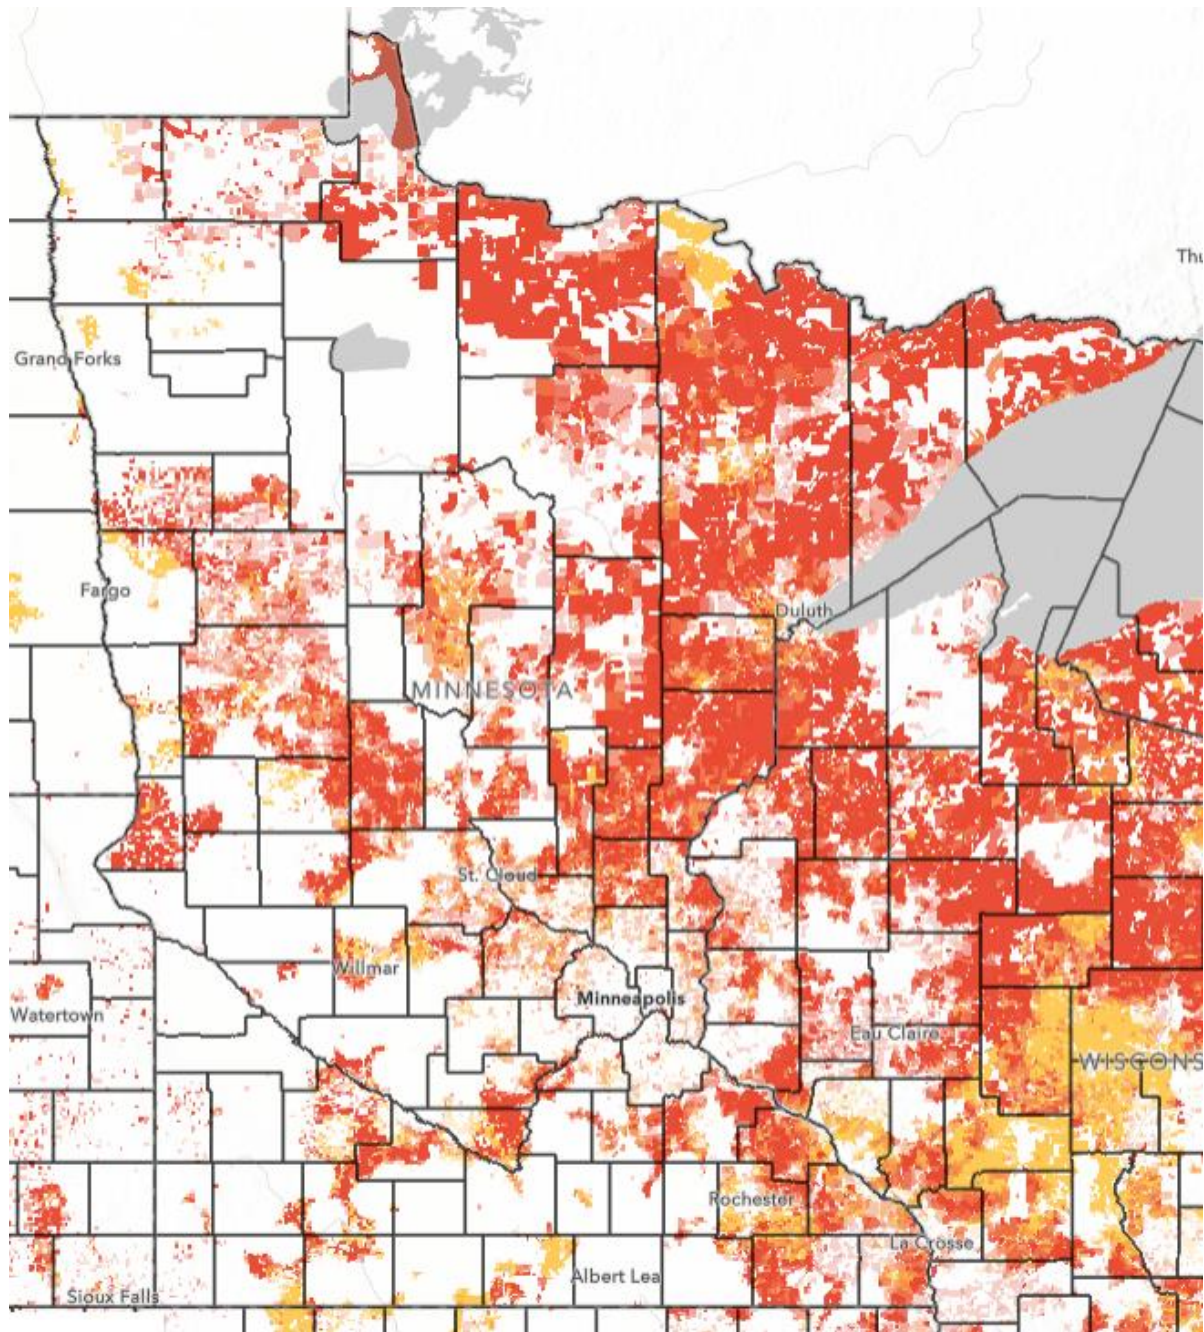 Thu
Grand Forks
Fargo
Duluth
MINNESOTA
St. Cloud
Willmar
Minneapolis
Watertown
Eau Claire
WISCONS
Rochester
La Crosse
Albert Lea
Sioux Falls